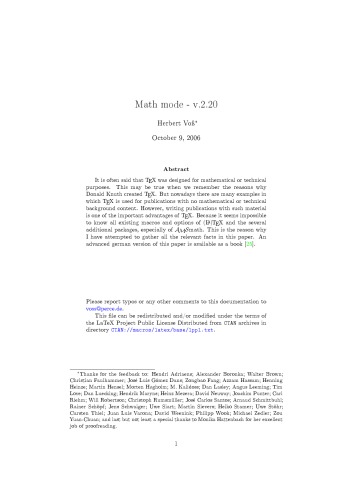 Math mode - v.2.20
Herbert Voß*
October 9, 2006
Abstract
It is often said that TeX was designed for mathematical or technical
purposes. This may be true when we remember the reasons why
Donald Knuth created TeX. But nowadays there are many examples in
which TeX is used for publications with no mathematical or technical
background content. However, writing publications with such material
is one of the important advantages of TeX. Because it seems impossible
to know all existing macros and options of (LA)TeX and the several
additional packages, especially of AMSmath. This is the reason why
I have attempted to gather all the relevant facts in this paper. An
advanced german version of this paper is available as a book [25].
Please report typos or any other comments to this documentation to
voss@perce.de.
This file can be redistributed and/or modified under the terms of
the LaTeX Project Public License Distributed from CTAN archives in
directory CTAN://macros/latex/base/lppl.txt.
*Thanks for the feedback to: Hendri Adriaens; Alexander Boronka; Walter Brown;
Christian Faulhammer; José Luis Gómez Dans; Zongbao Fang; Azzam Hassam; Henning
Heinze; Martin Hensel; Morten Høgholm; M. Kalidoss; Dan Lasley; Angus Leeming; Tim
Love; Dan Luecking; Hendrik Maryns; Heinz Mezera; David Neuway; Joachim Punter; Carl
Riehm; Will Robertson; Christoph Rumsmüller; José Carlos Santos; Arnaud Schmittbuhl;
Rainer Schöpf; Jens Schwaiger; Uwe Siart; Martin Sievers; Heiko Stamer; Uwe Stöhr;
Carsten Thiel; Juan Luis Varona; David Weenink; Philipp Wook; Michael Zedler; Zou
Yuan-Chuan; and last but not least a special thanks to Monika Hattenbach for her excellent
job of proofreading.
1